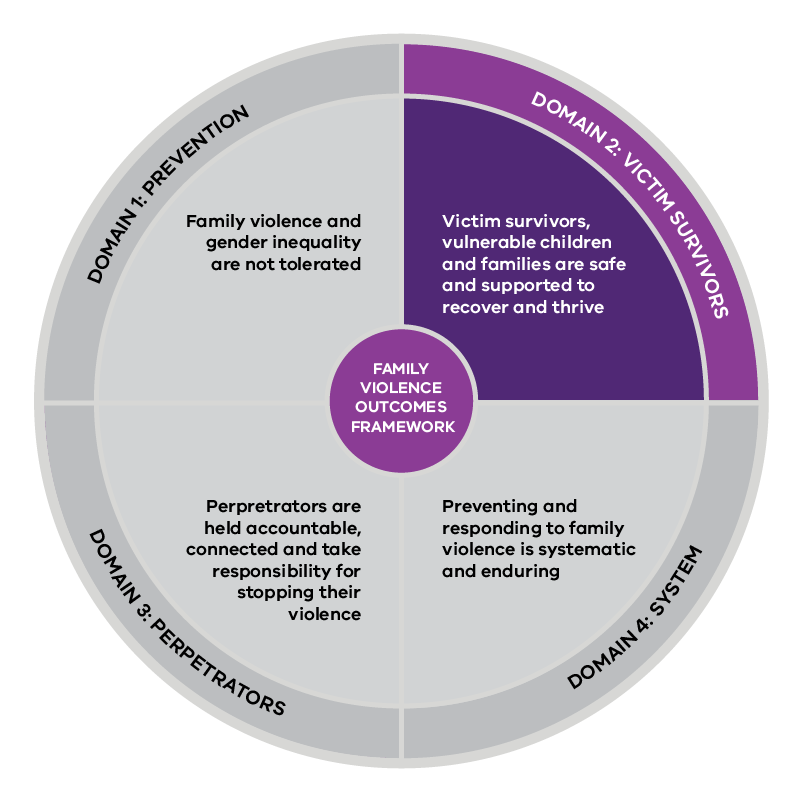 DOMAIN 1: PREVENTION
Family violence and
gender inequality
are not tolerated
DOMAIN 2: VICTIM SURVIVORS
Victim survivors,
vulnerable children
and families are safe
and supported to
recover and thrive
FAMILY
VIOLENCE
OUTCOMES
FRAMEWORK
DOMAIN 3: PERPETRATORS
Perpretrators are
held accountable,
connected and take
responsibility for
stopping their
violence
DOMAIN 4: SYSTEM
Preventing and
responding to family
violence is systematic
and enduring